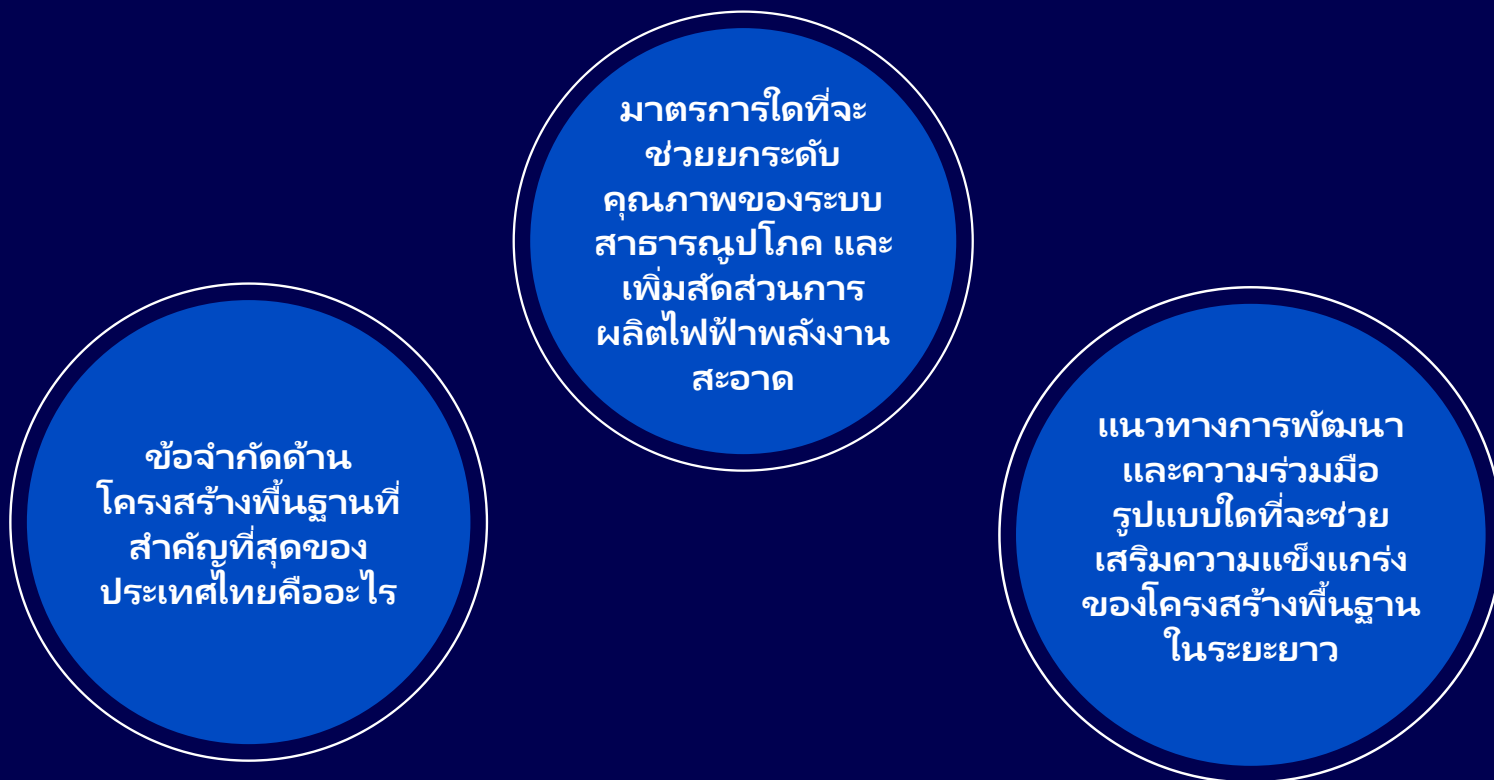 ข้อจำกัดด้าน
โครงสร้างพื้นฐานที่
สำคัญที่สุดของ
ประเทศไทยคืออะไร
มาตรการใดที่จะ
ช่วยยกระดับ
คุณภาพของระบบ
สาธารณูปโภค และ
เพิ่มสัดส่วนการ
ผลิตไฟฟ้าพลังงาน
สะอาด
แนวทางการพัฒนา
และความร่วมมือ
รูปแบบใดที่จะช่วย
เสริมความแข็งแกร่ง
ของโครงสร้างพื้นฐาน
ในระยะยาว